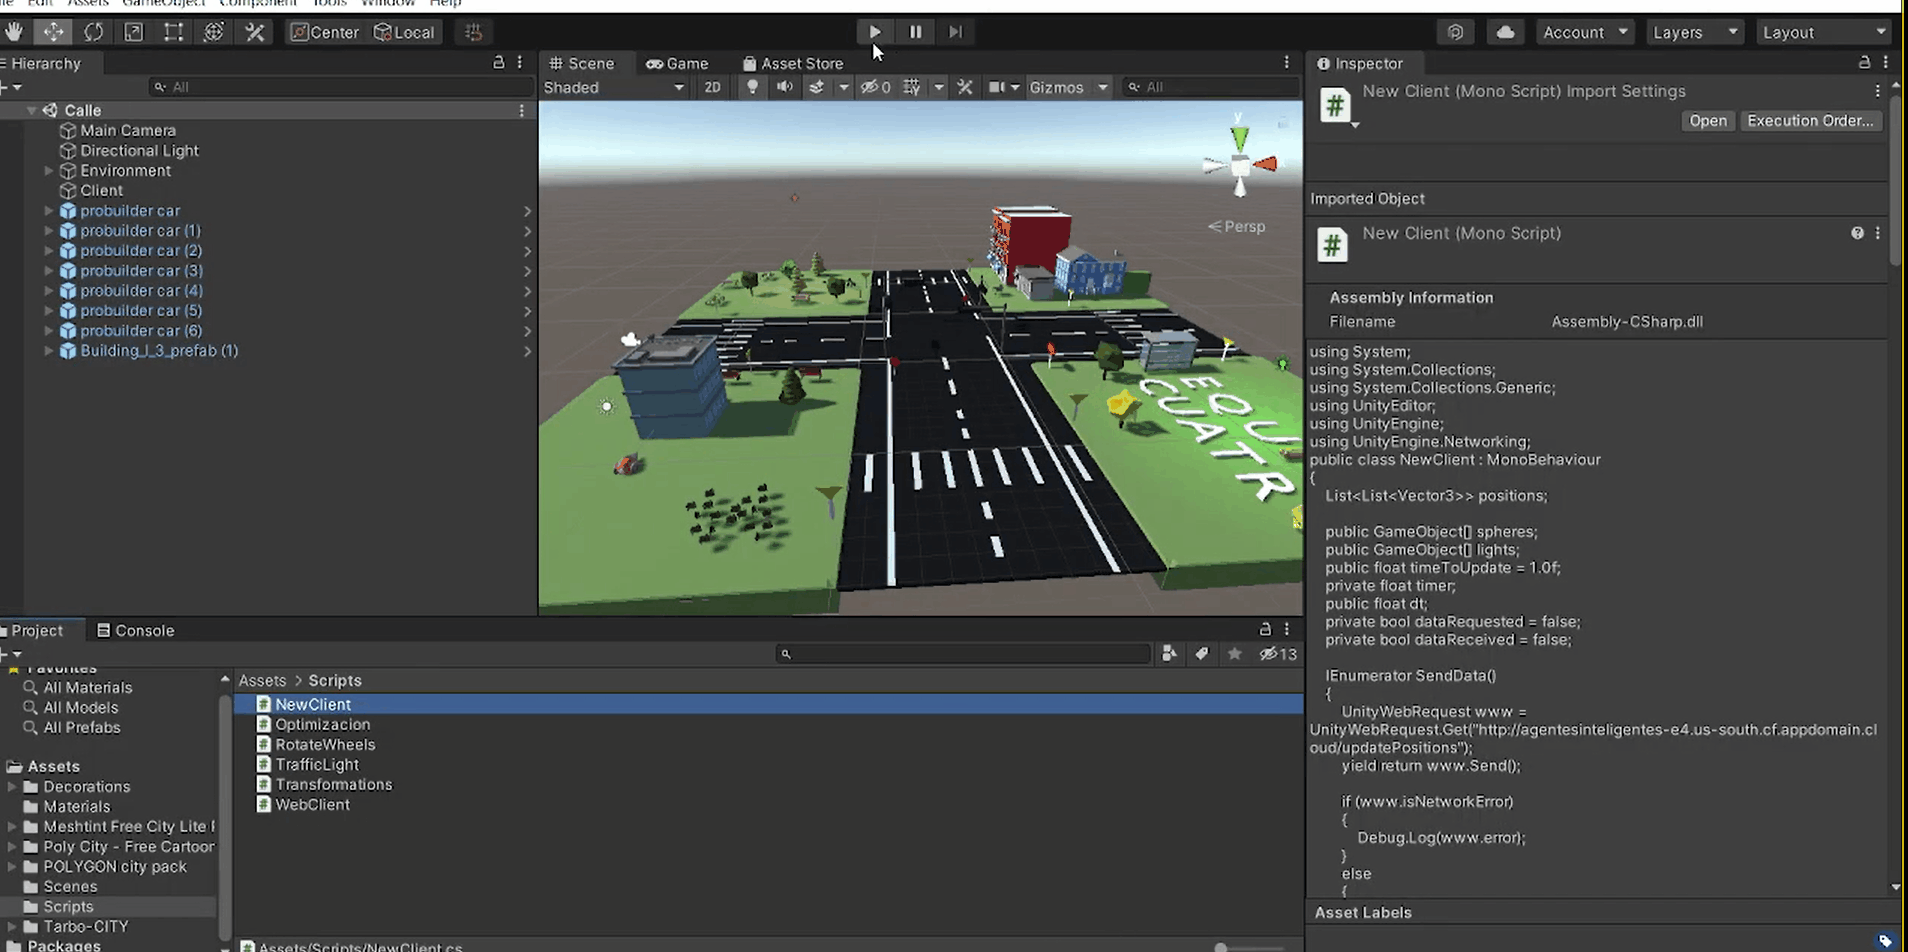 Edit Assets GameObject Component Tools Window Help
Center Local
Account Layers Layout
Hierarchy
All
Calle
Main Camera
Directional Light
Environment
Client
probuilder car
probuilder car (1)
probuilder car (2)
probuilder car (3)
probuilder car (4)
probuilder car (5)
probuilder car (6)
Building_l_3_prefab (1)
Scene Game Asset Store
Shaded 2D 0 Gizmos All
y
Persp
EQU
CUATR
Inspector
New Client (Mono Script) Import Settings
Open Execution Order...
Imported Object
New Client (Mono Script)
Assembly Information
Filename Assembly-CSharp.dll
using System;
using System.Collections;
using System.Collections.Generic;
using UnityEditor;
using UnityEngine;
using UnityEngine.Networking;
public class NewClient : MonoBehaviour
{
List<List<Vector3>> positions;
public GameObject[] spheres;
public GameObject[] lights;
public float timeToUpdate = 1.0f;
private float timer;
public float dt;
private bool dataRequested = false;
private bool dataReceived = false;
IEnumerator SendData()
{
UnityWebRequest www =
UnityWebRequest.Get("http://agentesinteligentes-e4.us-south.cf.appdomain.cl
oud/updatePositions");
yield return www.Send();
if (www.isNetworkError)
{
Debug.Log(www.error);
}
else
{
Asset Labels
Project Console
13
Favorites
All Materials
All Models
All Prefabs
Assets
Decorations
Materials
Meshtint Free City Lite
Poly City - Free Cartoor
POLYGON city pack
Scenes
Scripts
Tarbo-CITY
Packages
Assets > Scripts
NewClient
Optimizacion
RotateWheels
TrafficLight
Transformations
WebClient
Assets/Scripts/NewClient.cs